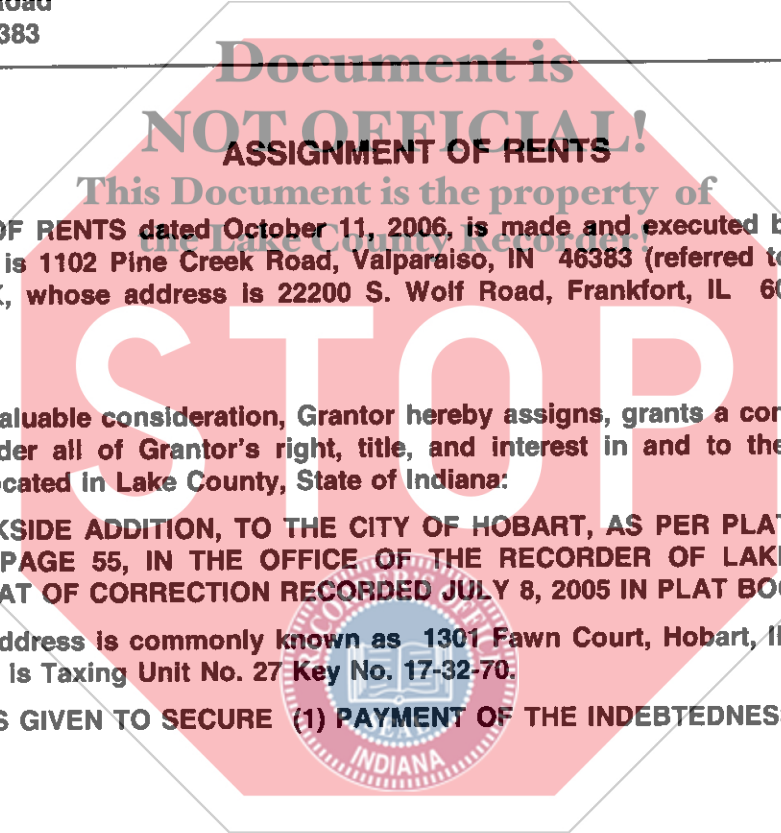 Road
383
Document is
NOT OFFICIAL!
ASSIGNMENT OF RENTS
This Document is the property of
the Lake County Recorder!
OF RENTS dated October 11, 2006, is made and executed b
is 1102 Pine Creek Road, Valparaiso, IN 46383 (referred to
, whose address is 22200 S. Wolf Road, Frankfort, IL 60
STOP
aluable consideration, Grantor hereby assigns, grants a con
der all of Grantor's right, title, and interest in and to the
cated in Lake County, State of Indiana:
KSIDE ADDITION, TO THE CITY OF HOBART, AS PER PLAT
PAGE 55, IN THE OFFICE OF THE RECORDER OF LAK
AT OF CORRECTION RECORDED JULY 8, 2005 IN PLAT BOO
ddress is commonly known as 1301 Fawn Court, Hobart, I
is Taxing Unit No. 27 Key No. 17-32-70.
S GIVEN TO SECURE (1) PAYMENT OF THE INDEBTEDNES
SEAL
INDIANA